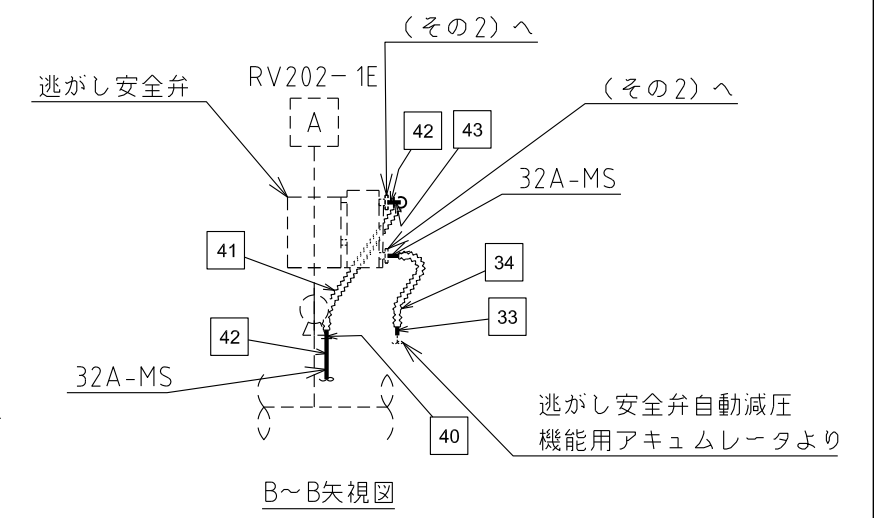 (その2)へ
逃がし安全弁
RV202-1E
(その2)へ
A
42
43
32A-MS
41
34
33
42
32A-MS
40
逃がし安全弁自動減圧
機能用アキュムレータより
B～B矢視図